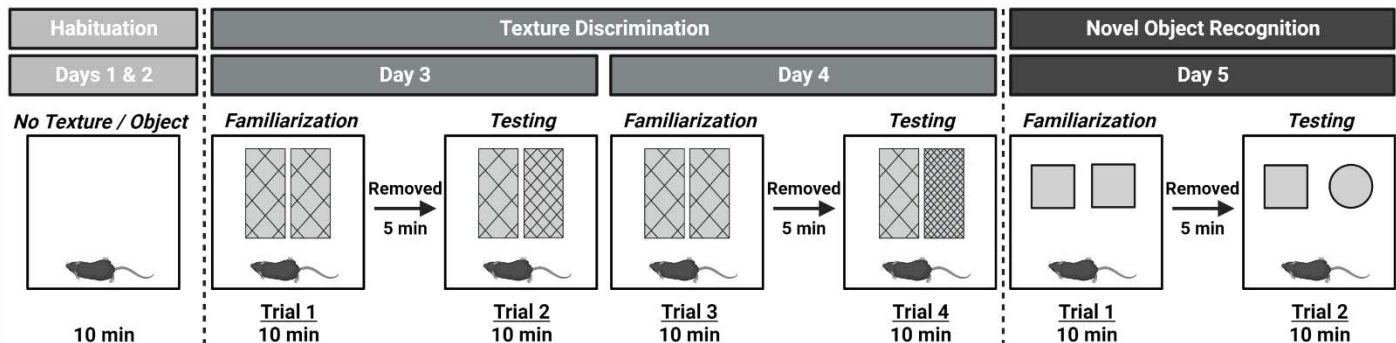 Habituation
Texture Discrimination
Novel Object Recognition
Days 1 & 2
Day 3
Day 4
Day 5
No Texture / Object
Familiarization
Testing
Familiarization
Testing
Familiarization
Testing
Removed
5 min
Removed
5 min
Removed
5 min
10 min
Trial 1
10 min
Trial 2
10 min
Trial 3
10 min
Trial 4
10 min
Trial 1
10 min
Trial 2
10 min